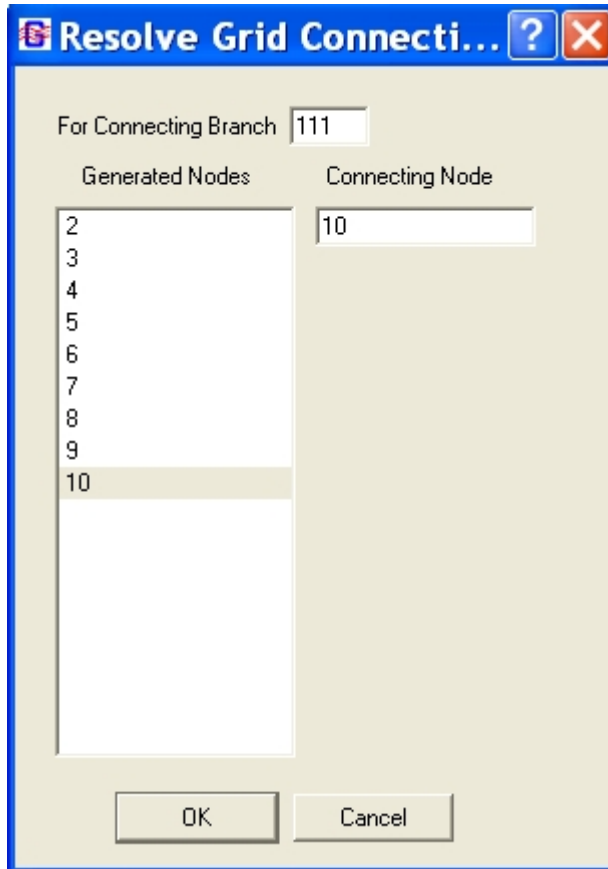 Resolve Grid Connecti...
For Connecting Branch 111
Generated Nodes Connecting Node
2 10
3
4
5
6
7
8
9
10
OK Cancel